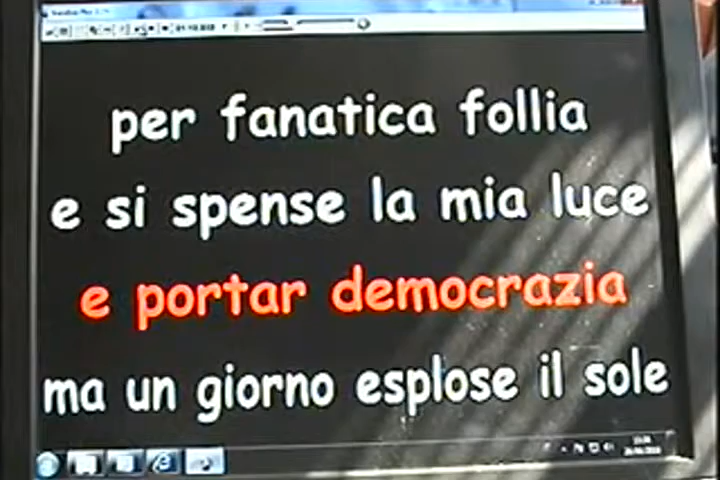 per fanatica follia
e si spense la mia luce
e portar democrazia
ma un giorno esplose il sole